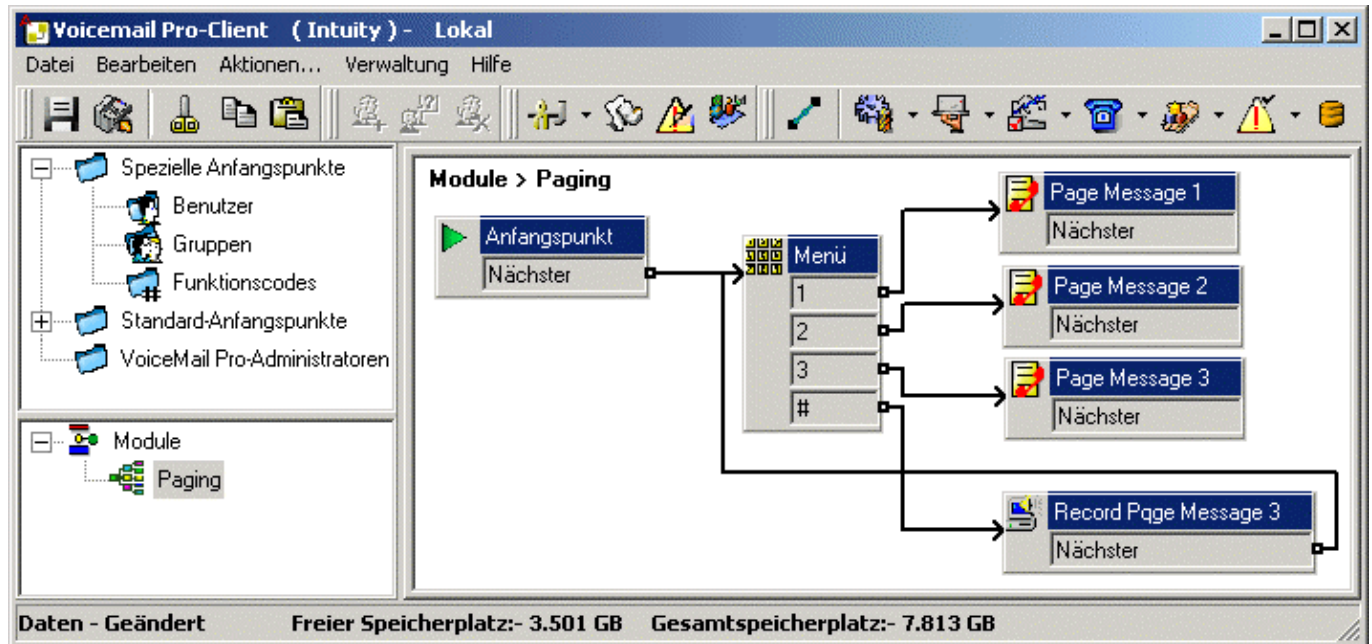 Voicemail Pro-Client ( Intuity ) - Lokal
Datei Bearbeiten Aktionen... Verwaltung Hilfe
Spezielle Anfangspunkte
Benutzer
Gruppen
Funktionscodes
Standard-Anfangspunkte
VoiceMail Pro-Administratoren
Module
Paging
Module > Paging
Anfangspunkt
Nächster
Menü
1
2
3
#
Page Message 1
Nächster
Page Message 2
Nächster
Page Message 3
Nächster
Record Pqge Message 3
Nächster
Daten - Geändert Freier Speicherplatz:- 3.501 GB Gesamtspeicherplatz:- 7.813 GB